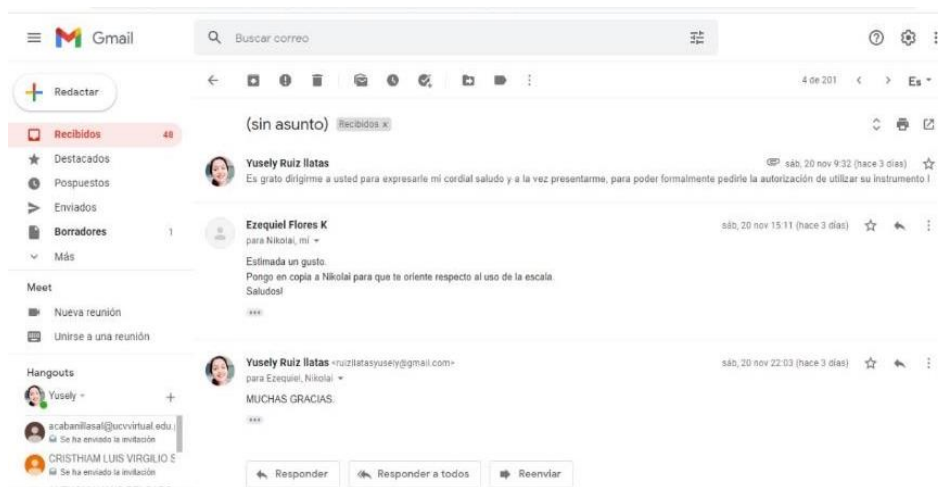 Gmail
Buscar correo
Redactar
4 de 201
Es
Recibidos 48
Destacados
Pospuestos
Enviados
Borradores 1
Más
Meet
Nueva reunión
Unirse a una reunión
Hangouts
Yusely
acabanillasal@ucvvirtual.edu.
Se ha enviado la invitación
CRISTHIAM LUIS VIRGILIO S
Se ha enviado la invitación
(sin asunto) Recibidos x
Yusely Ruiz llatas sáb, 20 nov 9:32 (hace 3 días)
Es grato dirigirme a usted para expresarle mi cordial saludo y a la vez presentarme, para poder formalmente pedirle la autorización de utilizar su instrumento.
Ezequiel Flores K sáb, 20 nov 15:11 (hace 3 días)
para Nikolai, mí
Estimada un gusto.
Pongo en copia a Nikolai para que te oriente respecto al uso de la escala.
Saludos!
Yusely Ruiz llatas <ruizllatasyusely@gmail.com> sáb, 20 nov 22:03 (hace 3 días)
para Ezequiel, Nikolai
MUCHAS GRACIAS.
Responder
Responder a todos
Reenviar